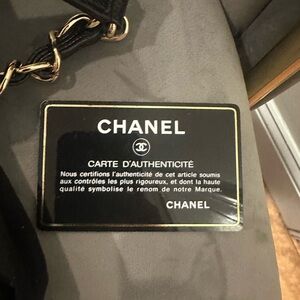 CHANEL
CARTE D'AUTHENTICITÉ
Nous certifions l'authenticité de cet article soumis
aux contrôles les plus rigoureux, et dont la haute
qualité symbolise le renom de notre Marque.
CHANEL